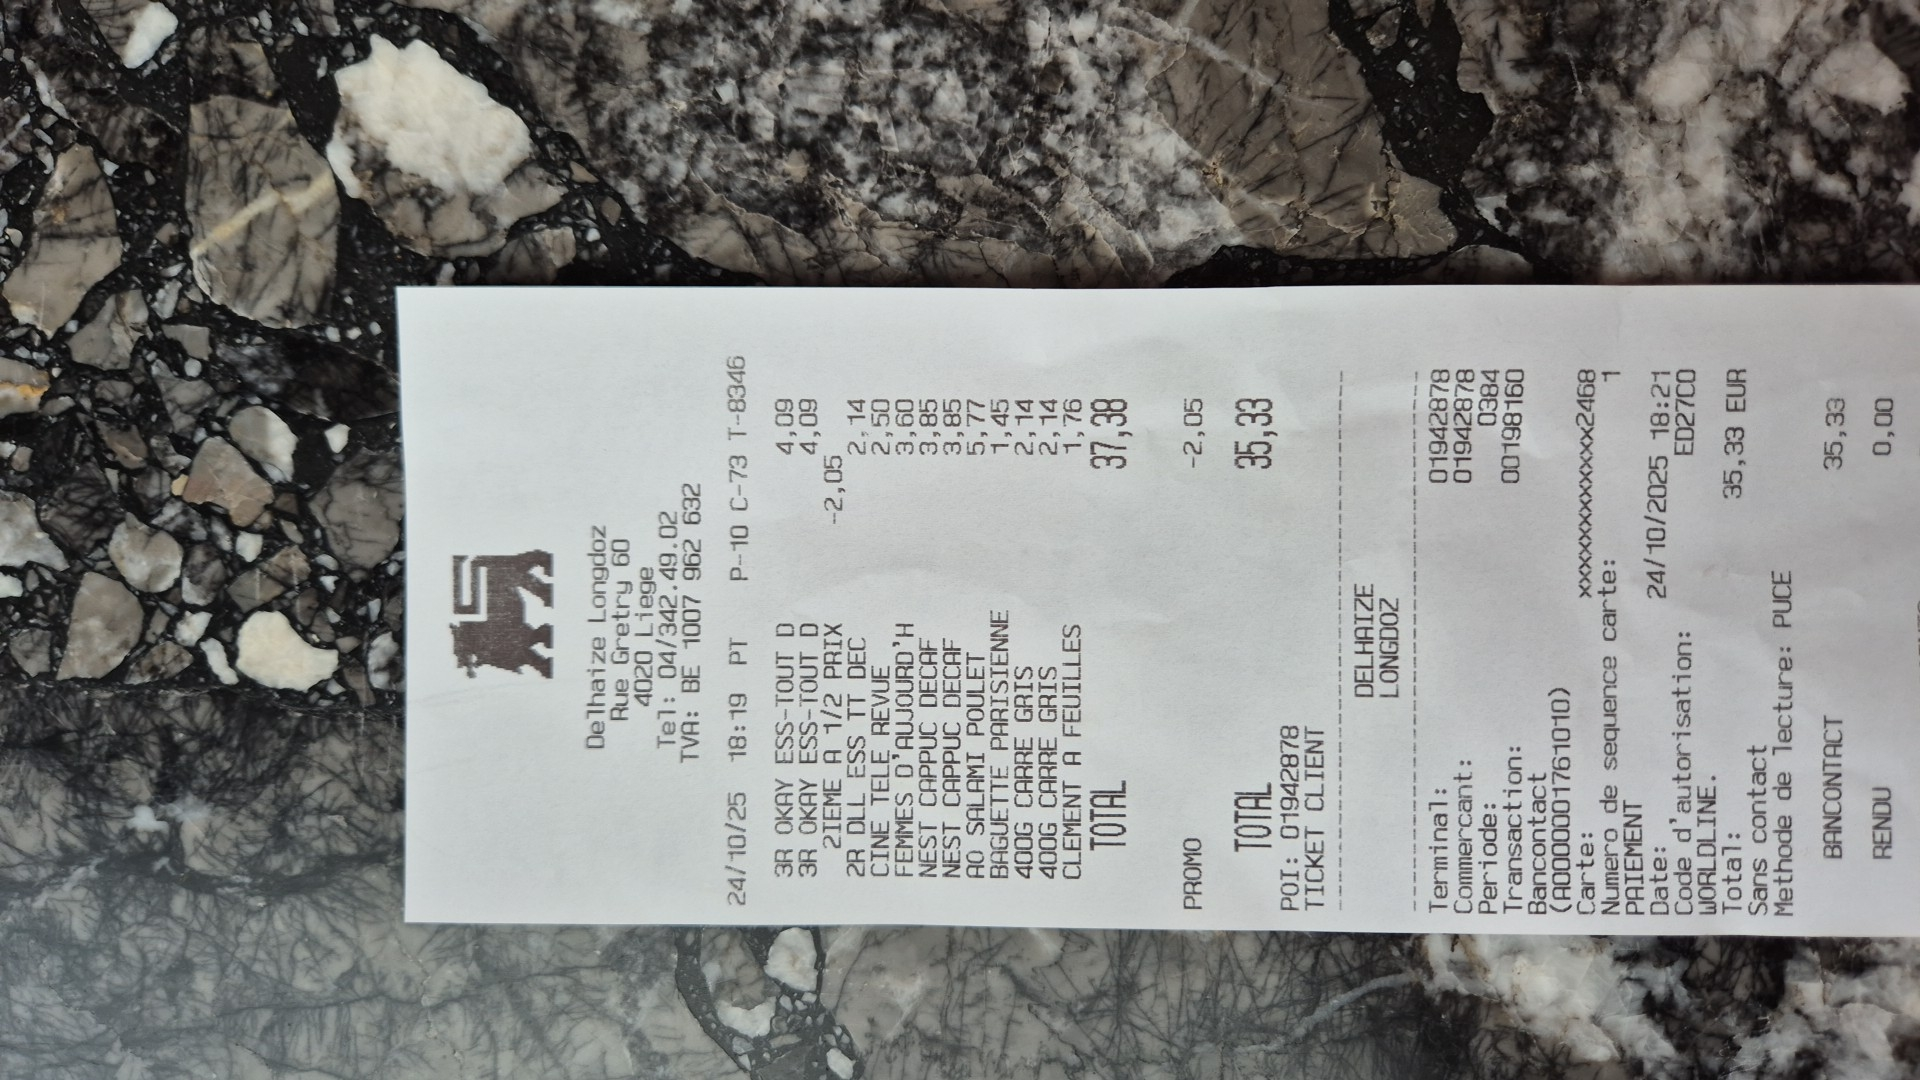 Delhaize Longdoz
Rue Gretry 60
4020 Liege
Tel: 04/342.49.02
TVA: BE 1007 962 632
24/10/25 18:19 PT P-10 C-73 T-8346
3R OKAY ESS-TOUT D 4,09
3R OKAY ESS-TOUT D 4,09
2IEME A 1/2 PRIX -2,05
2R DLL ESS TT DEC 2,14
CINE TELE REVUE 2,50
FEMMES D'AUJOURD'H 3,60
NEST CAPPUC DECAF 3,85
NEST CAPPUC DECAF 3,85
AO SALAMI POULET 5,77
BAGUETTE PARISIENNE 1,45
400G CARRE GRIS 2,14
400G CARRE GRIS 2,14
CLEMENT A FEUILLES 1,76
TOTAL 37,38
PROMO -2,05
TOTAL 35,33
POI: 01942878
TICKET CLIENT
DELHAIZE
LONGDOZ
Terminal: 01942878
Commercant: 01942878
Periode: 0384
Transaction: 00198160
Bancontact
(A0000001761010)
Carte: xxxxxxxxxxxxxxx2468
Numero de sequence carte: 1
PAIEMENT
Date: 24/10/2025 18:21
Code d'autorisation: ED27C0
WORLDLINE.
Total: 35,33 EUR
Sans contact
Methode de lecture: PUCE
BANCONTACT 35,33
RENDU 0,00